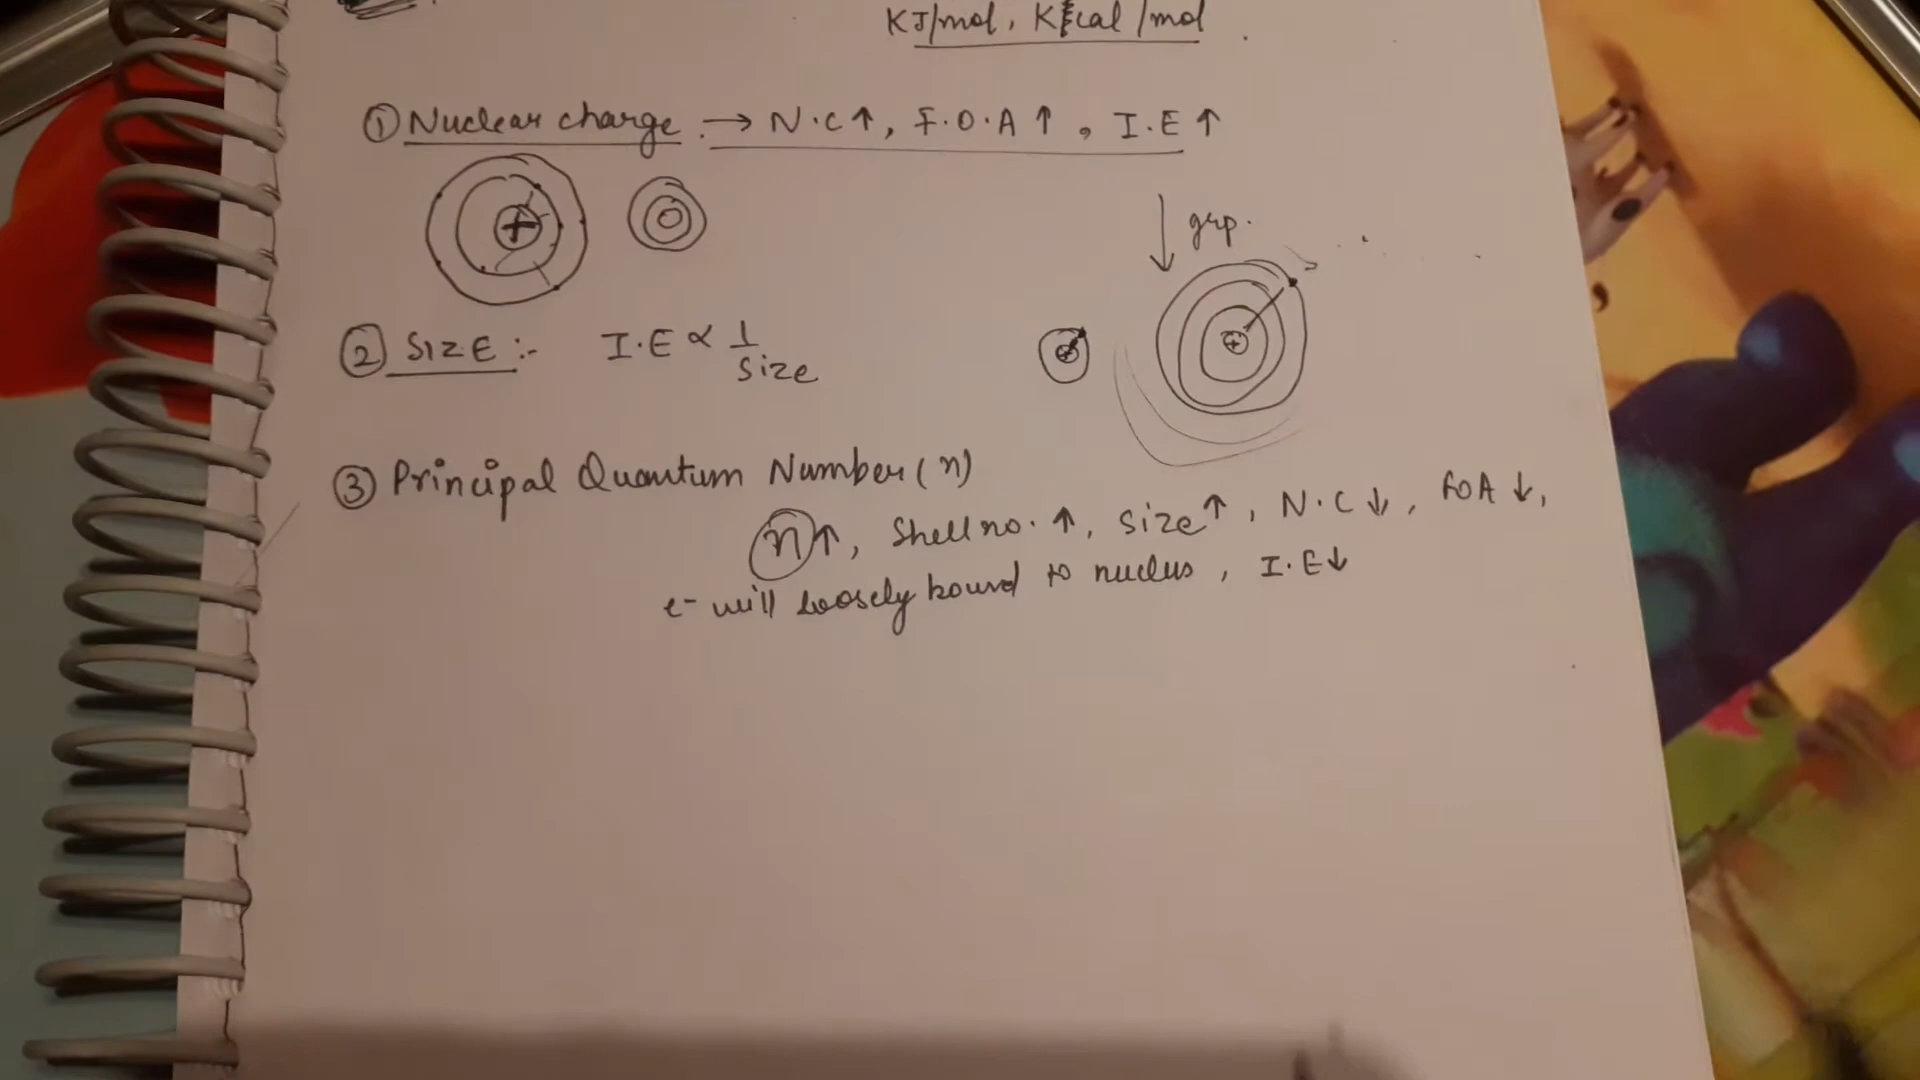 KJ/mol, Kcal/mol
① Nuclear charge. → N.C↑, F.O.A↑, I.E↑
grp.
② SIZE :- I.E ∝ 1/Size
③ Principal Quantum Number (n)
n↑, Shell no. ↑, Size↑, N.C↓, FOA↓,
e- will loosely bound to nucleus, I.E↓